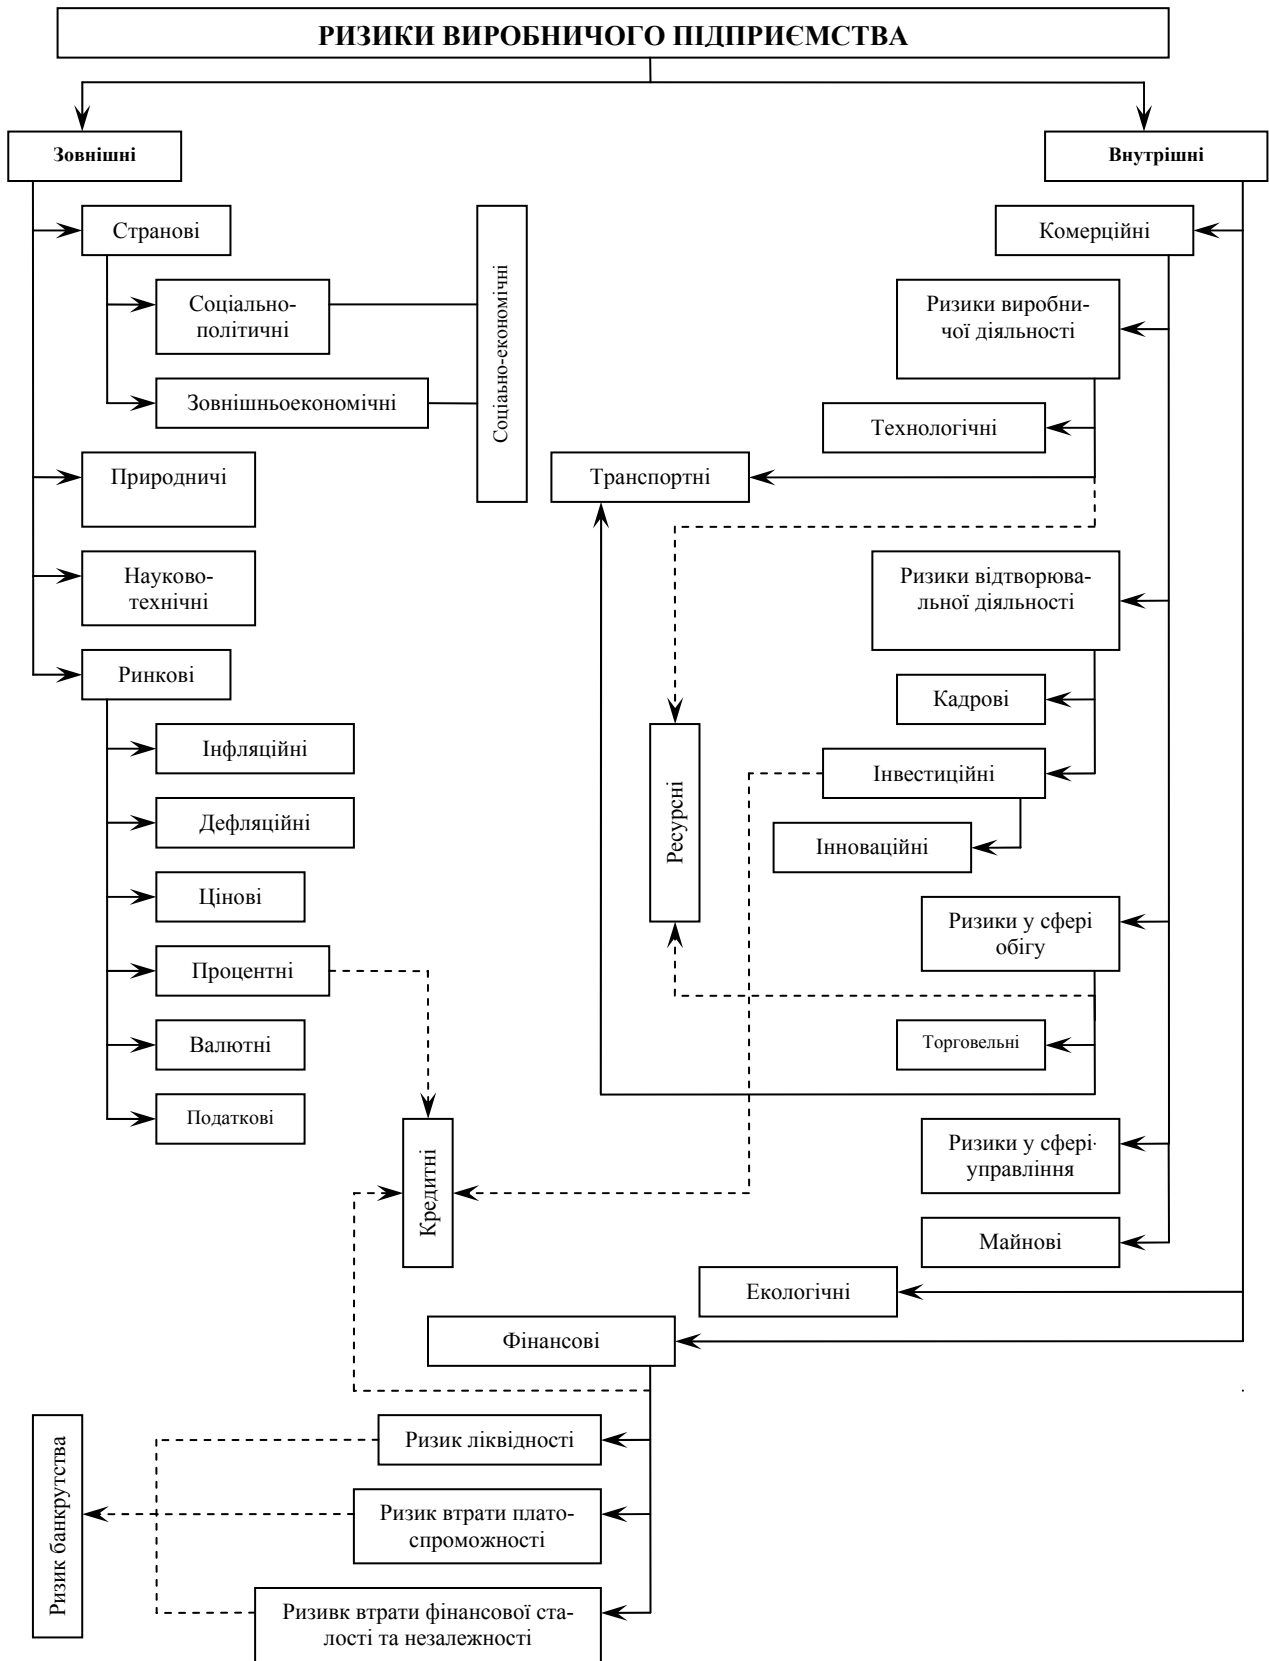 РИЗИКИ ВИРОБНИЧОГО ПІДПРИЄМСТВА
Зовнішні
Внутрішні
Странові
Комерційні
Соціально-
політичні
Зовнішньоекономічні
Соціаьно-економічні
Ризики виробни-
чої діяльності
Технологічні
Транспортні
Природничі
Науково-
технічні
Ризики відтворюва-
льної діяльності
Ринкові
Кадрові
Інфляційні
Інвестиційні
Ресурсні
Дефляційні
Інноваційні
Цінові
Ризики у сфері
обігу
Процентні
Валютні
Торговельні
Податкові
Кредитні
Ризики у сфері
управління
Майнові
Екологічні
Фінансові
Ризик банкрутства
Ризик ліквідності
Ризик втрати плато-
спроможності
Ризивк втрати фінансової ста-
лості та незалежності